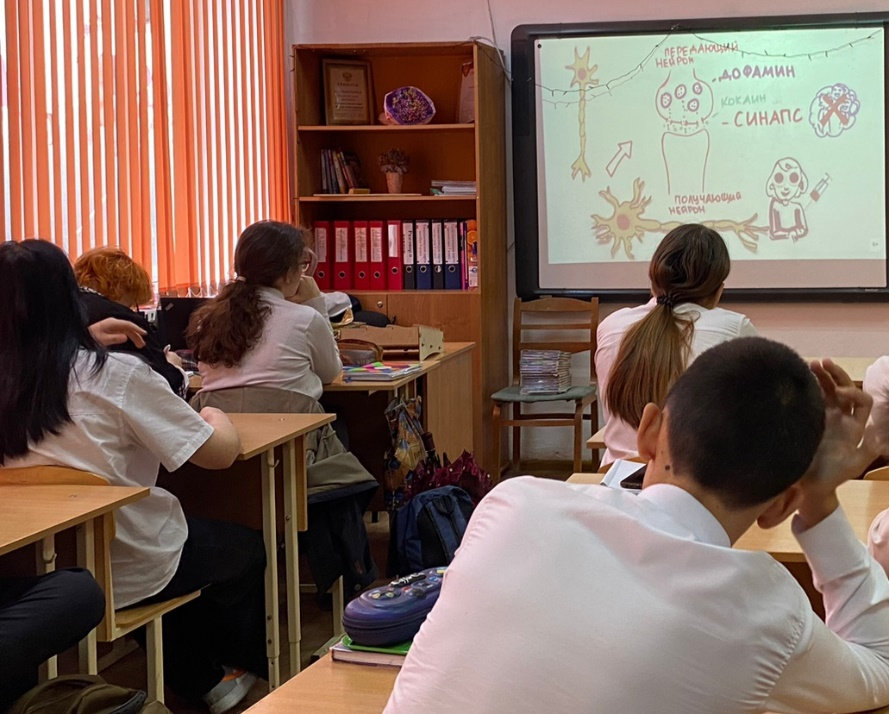 ПЕРЕДАЮЩИЙ
НЕЙРОН
ДОФАМИН
КОКАИН
- СИНАПС
ПОЛУЧАЮЩИЙ
НЕЙРОН